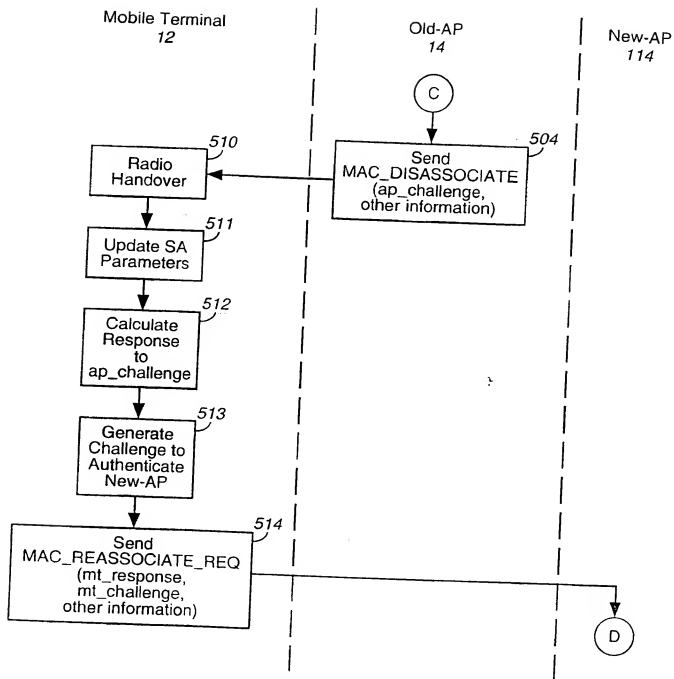 Mobile Terminal
12
Old-AP
14
New-AP
114
C
504
Send
MAC_DISASSOCIATE
(ap_challenge,
other information)
510
Radio
Handover
511
Update SA
Parameters
512
Calculate
Response
to
ap_challenge
513
Generate
Challenge to
Authenticate
New-AP
514
Send
MAC_REASSOCIATE_REQ
(mt_response,
mt_challenge,
other information)
D